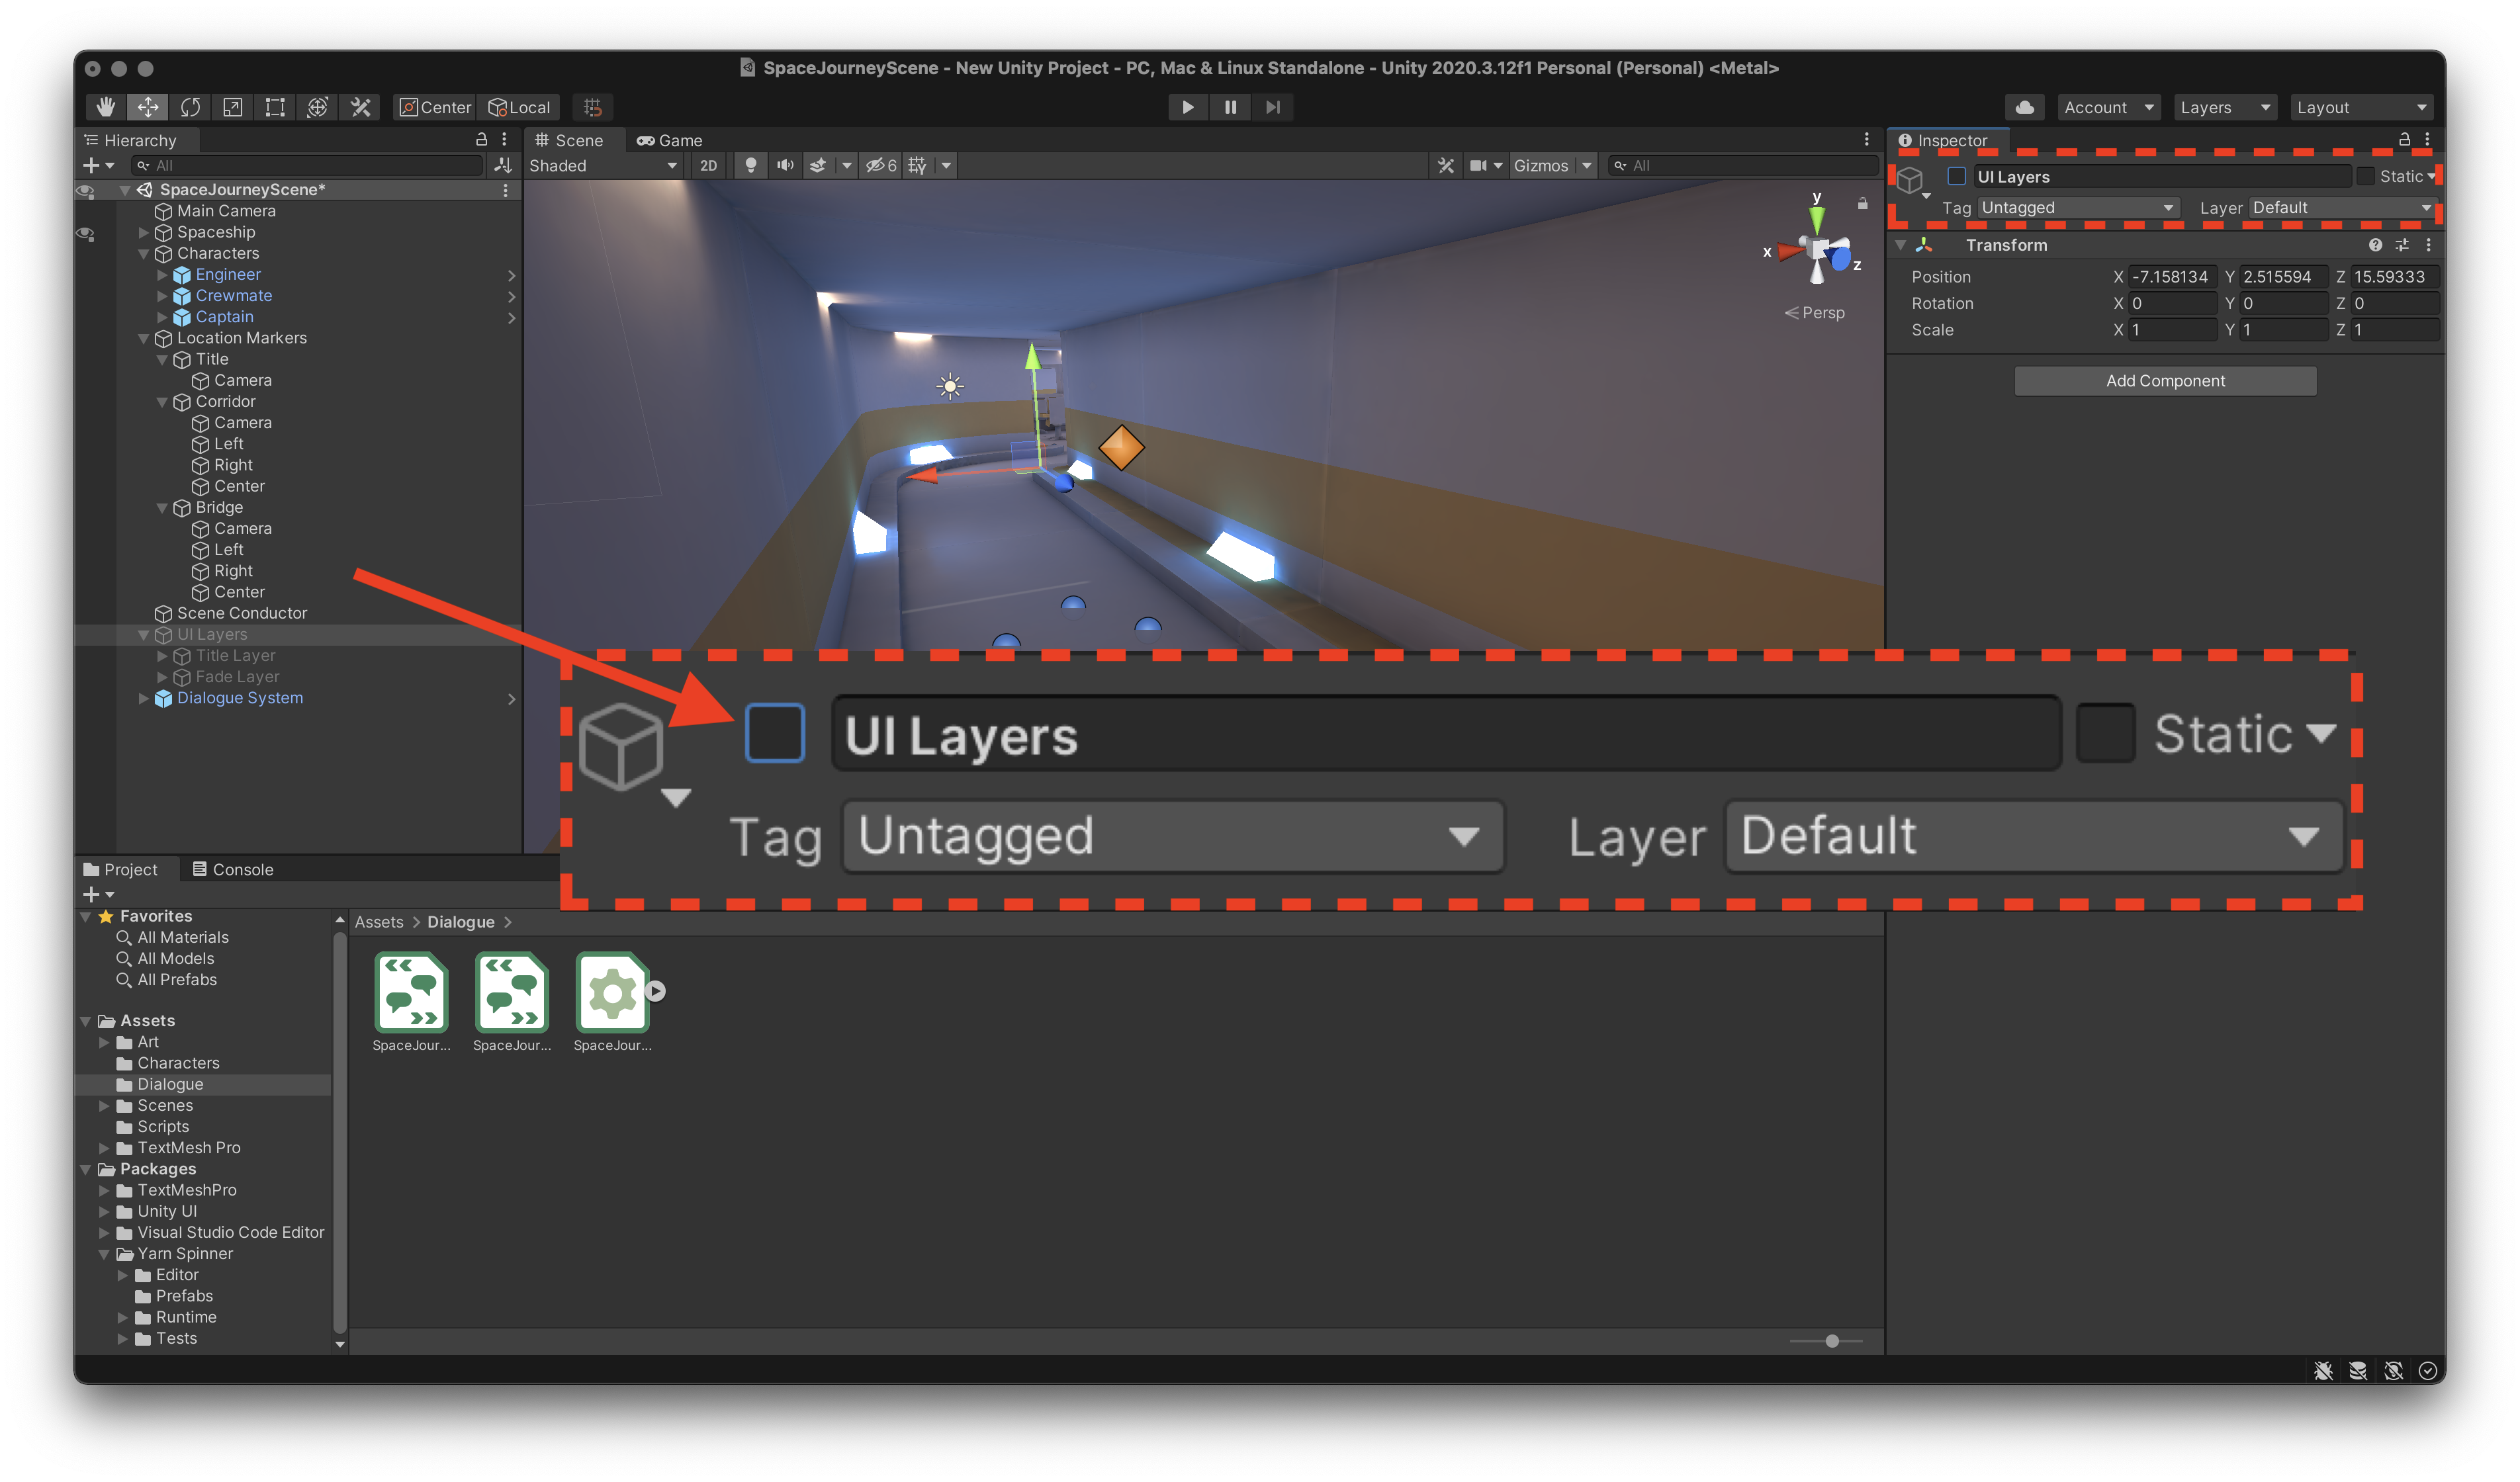 SpaceJourneyScene - New Unity Project - PC, Mac & Linux Standalone - Unity 2020.3.12f1 Personal (Personal) <Metal>
Center Local Account Layers Layout
Hierarchy
All
SpaceJourneyScene*
Main Camera
Spaceship
Characters
Engineer
Crewmate
Captain
Location Markers
Title
Camera
Corridor
Camera
Left
Right
Center
Bridge
Camera
Left
Right
Center
Scene Conductor
UI Layers
Title Layer
Fade Layer
Dialogue System
Scene Game
Shaded 2D 6 Gizmos All
y
x
z
Persp
Inspector
UI Layers Static
Tag Untagged Layer Default
Transform
Position X -7.158134 Y 2.515594 Z 15.59333
Rotation X 0 Y 0 Z 0
Scale X 1 Y 1 Z 1
Add Component
UI Layers Static
Tag Untagged Layer Default
Project Console
Favorites
All Materials
All Models
All Prefabs
Assets
Art
Characters
Dialogue
Scenes
Scripts
TextMesh Pro
Packages
TextMeshPro
Unity UI
Visual Studio Code Editor
Yarn Spinner
Editor
Prefabs
Runtime
Tests
Assets > Dialogue >
SpaceJour... SpaceJour... SpaceJour...